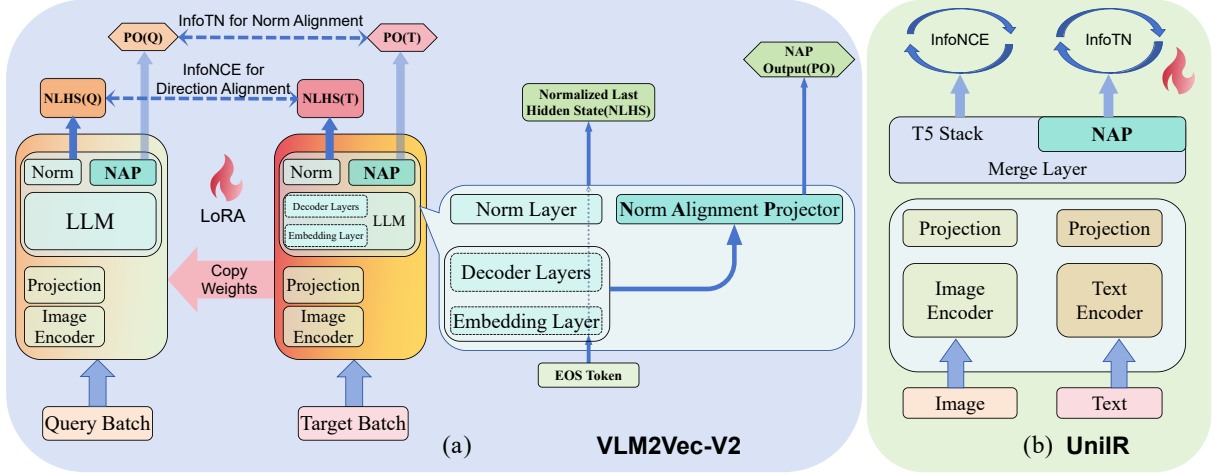 InfoTN for Norm Alignment
PO(Q)
PO(T)
InfoNCE for
Direction Alignment
NLHS(Q)
NLHS(T)
Norm
NAP
LLM
Projection
Image
Encoder
Query Batch
LoRA
Copy
Weights
Norm
NAP
Decoder Layers
Embedding Layer
LLM
Projection
Image
Encoder
Target Batch
Normalized Last
Hidden State(NLHS)
NAP
Output(PO)
Norm Layer
Norm Alignment Projector
Decoder Layers
Embedding Layer
EOS Token
(a)
VLM2Vec-V2
InfoNCE
InfoTN
T5 Stack
NAP
Merge Layer
Projection
Projection
Image
Encoder
Text
Encoder
Image
Text
(b) UniIR